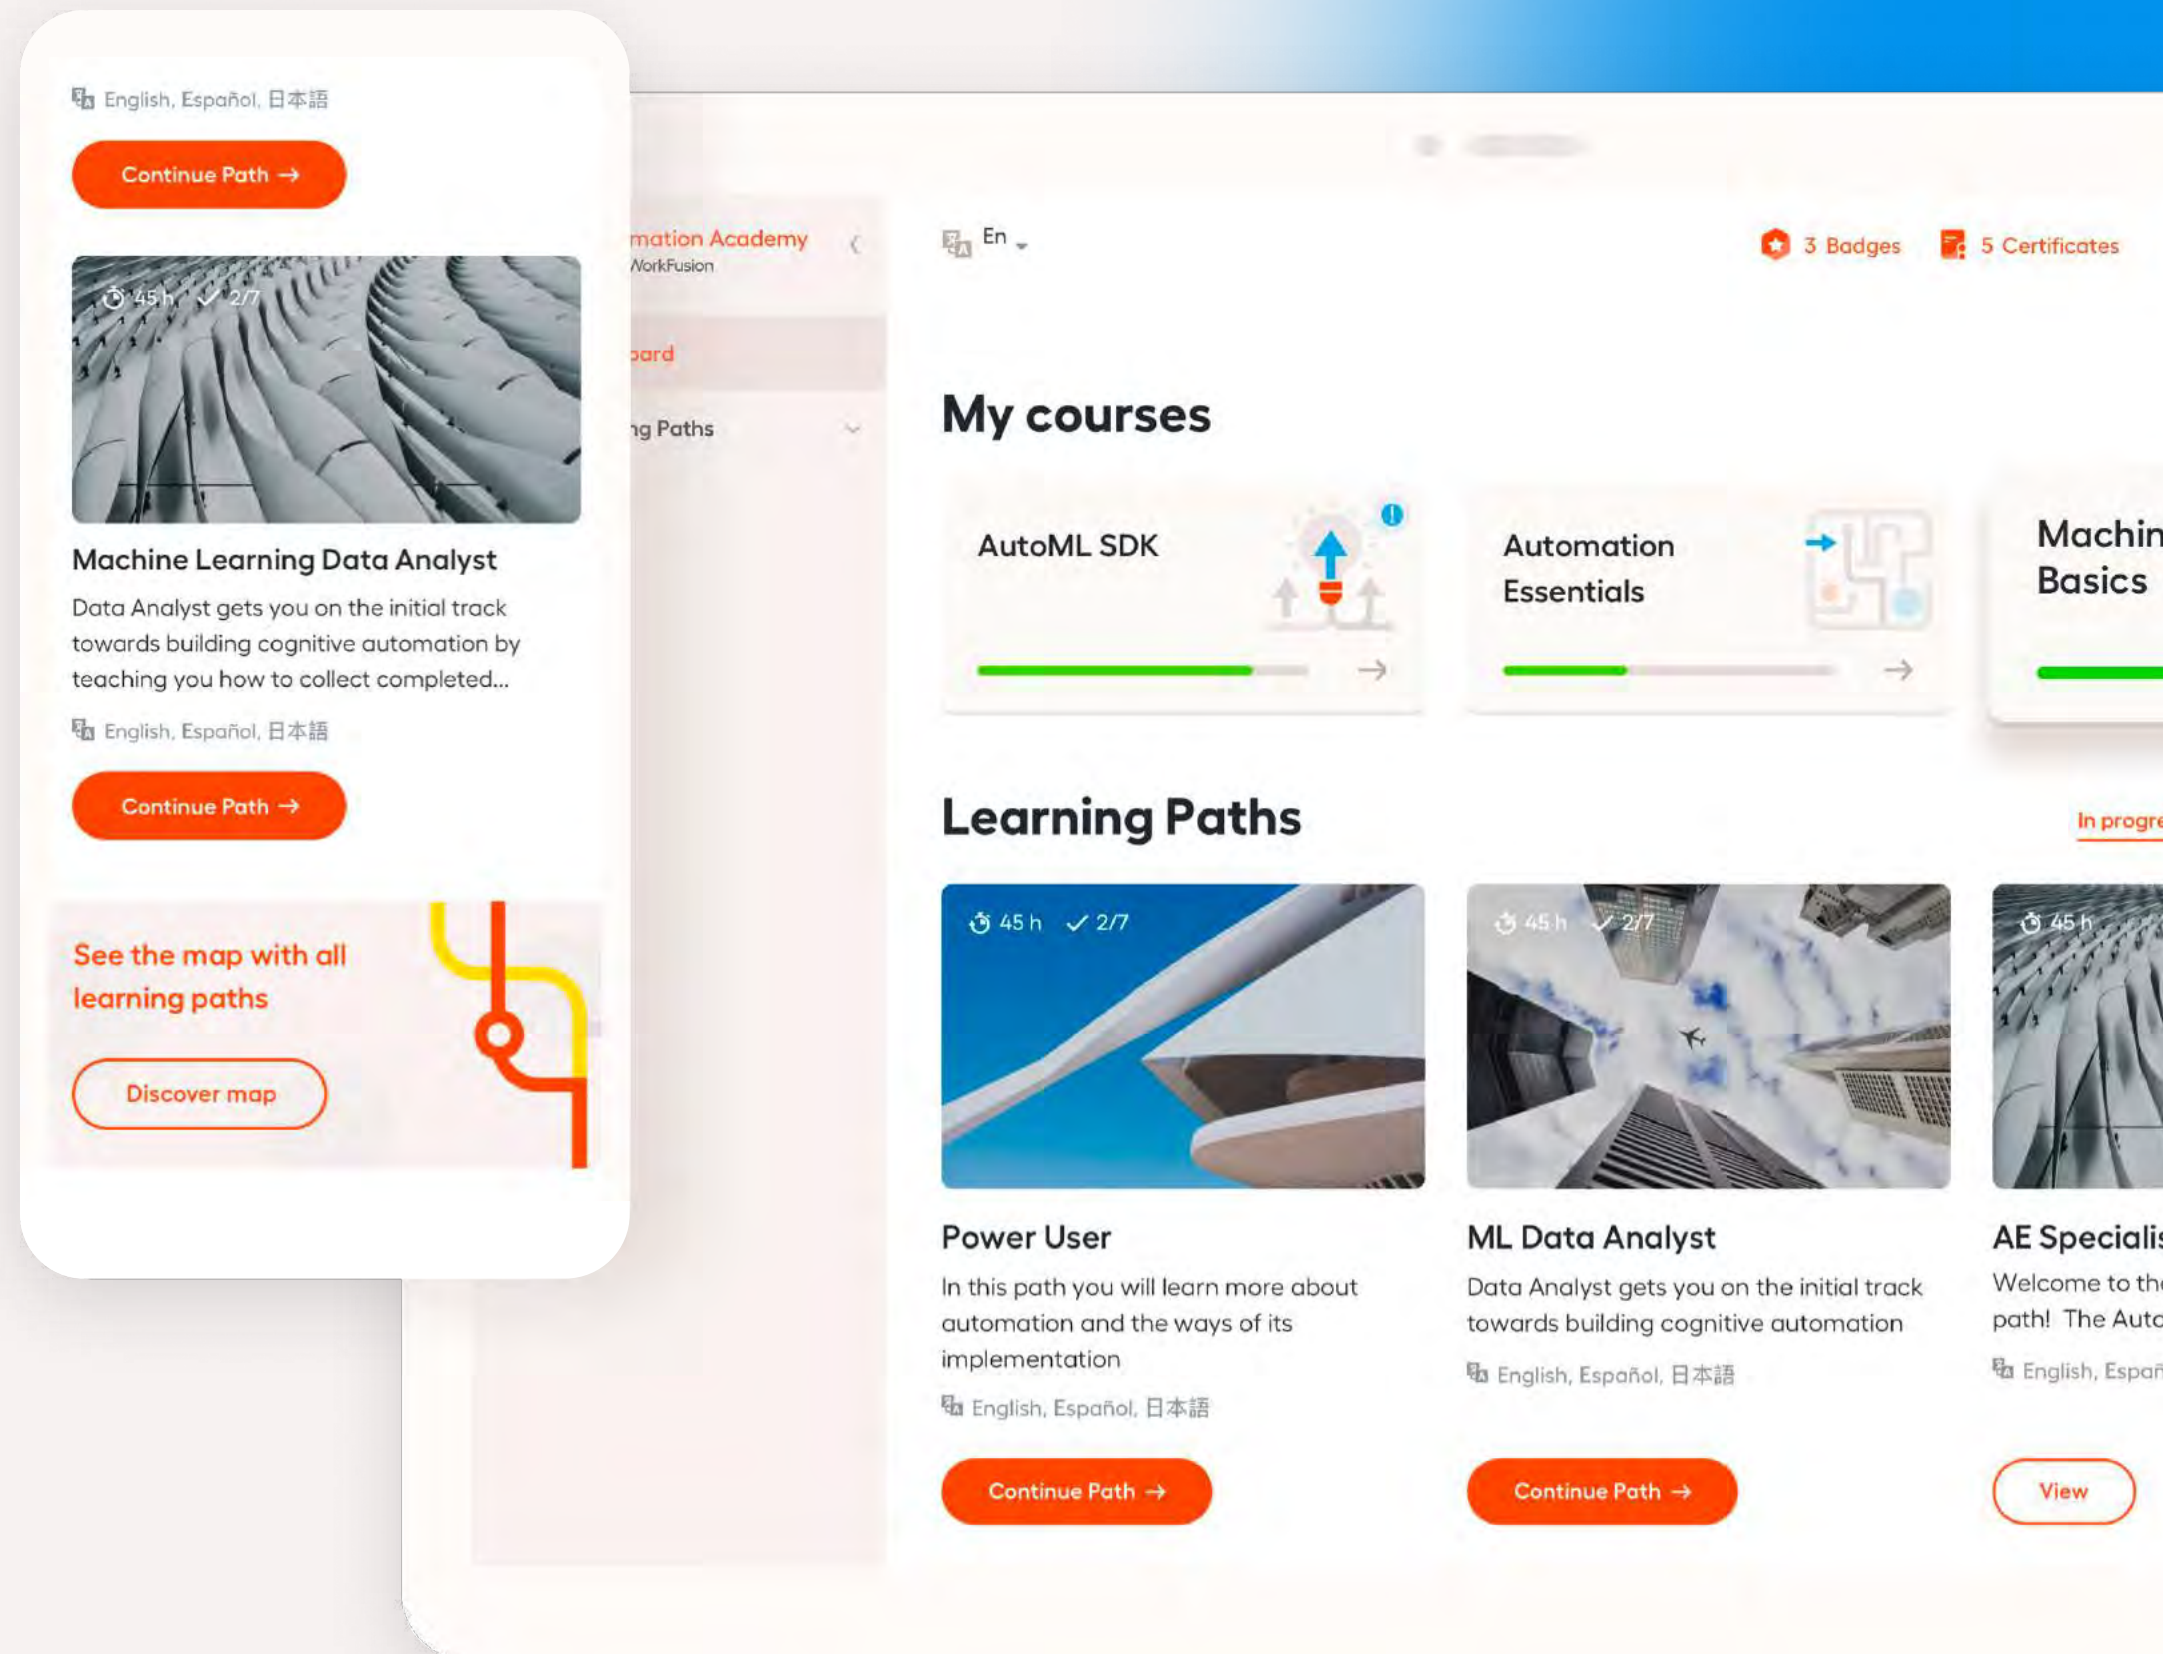 English, Español, 日本語
Continue Path →
45 h 2/7
Machine Learning Data Analyst
Data Analyst gets you on the initial track
towards building cognitive automation by
teaching you how to collect completed...
English, Español, 日本語
Continue Path →
See the map with all
learning paths
Discover map
mation Academy
WorkFusion
oard
ng Paths
En
3 Badges
5 Certificates
My courses
AutoML SDK
Automation
Essentials
Machin
Basics
Learning Paths
In progre
45 h 2/7
Power User
In this path you will learn more about
automation and the ways of its
implementation
English, Español, 日本語
Continue Path →
45 h 2/7
ML Data Analyst
Data Analyst gets you on the initial track
towards building cognitive automation
English, Español, 日本語
Continue Path →
45 h
AE Specialis
Welcome to the
path! The Auto
English, Españ
View